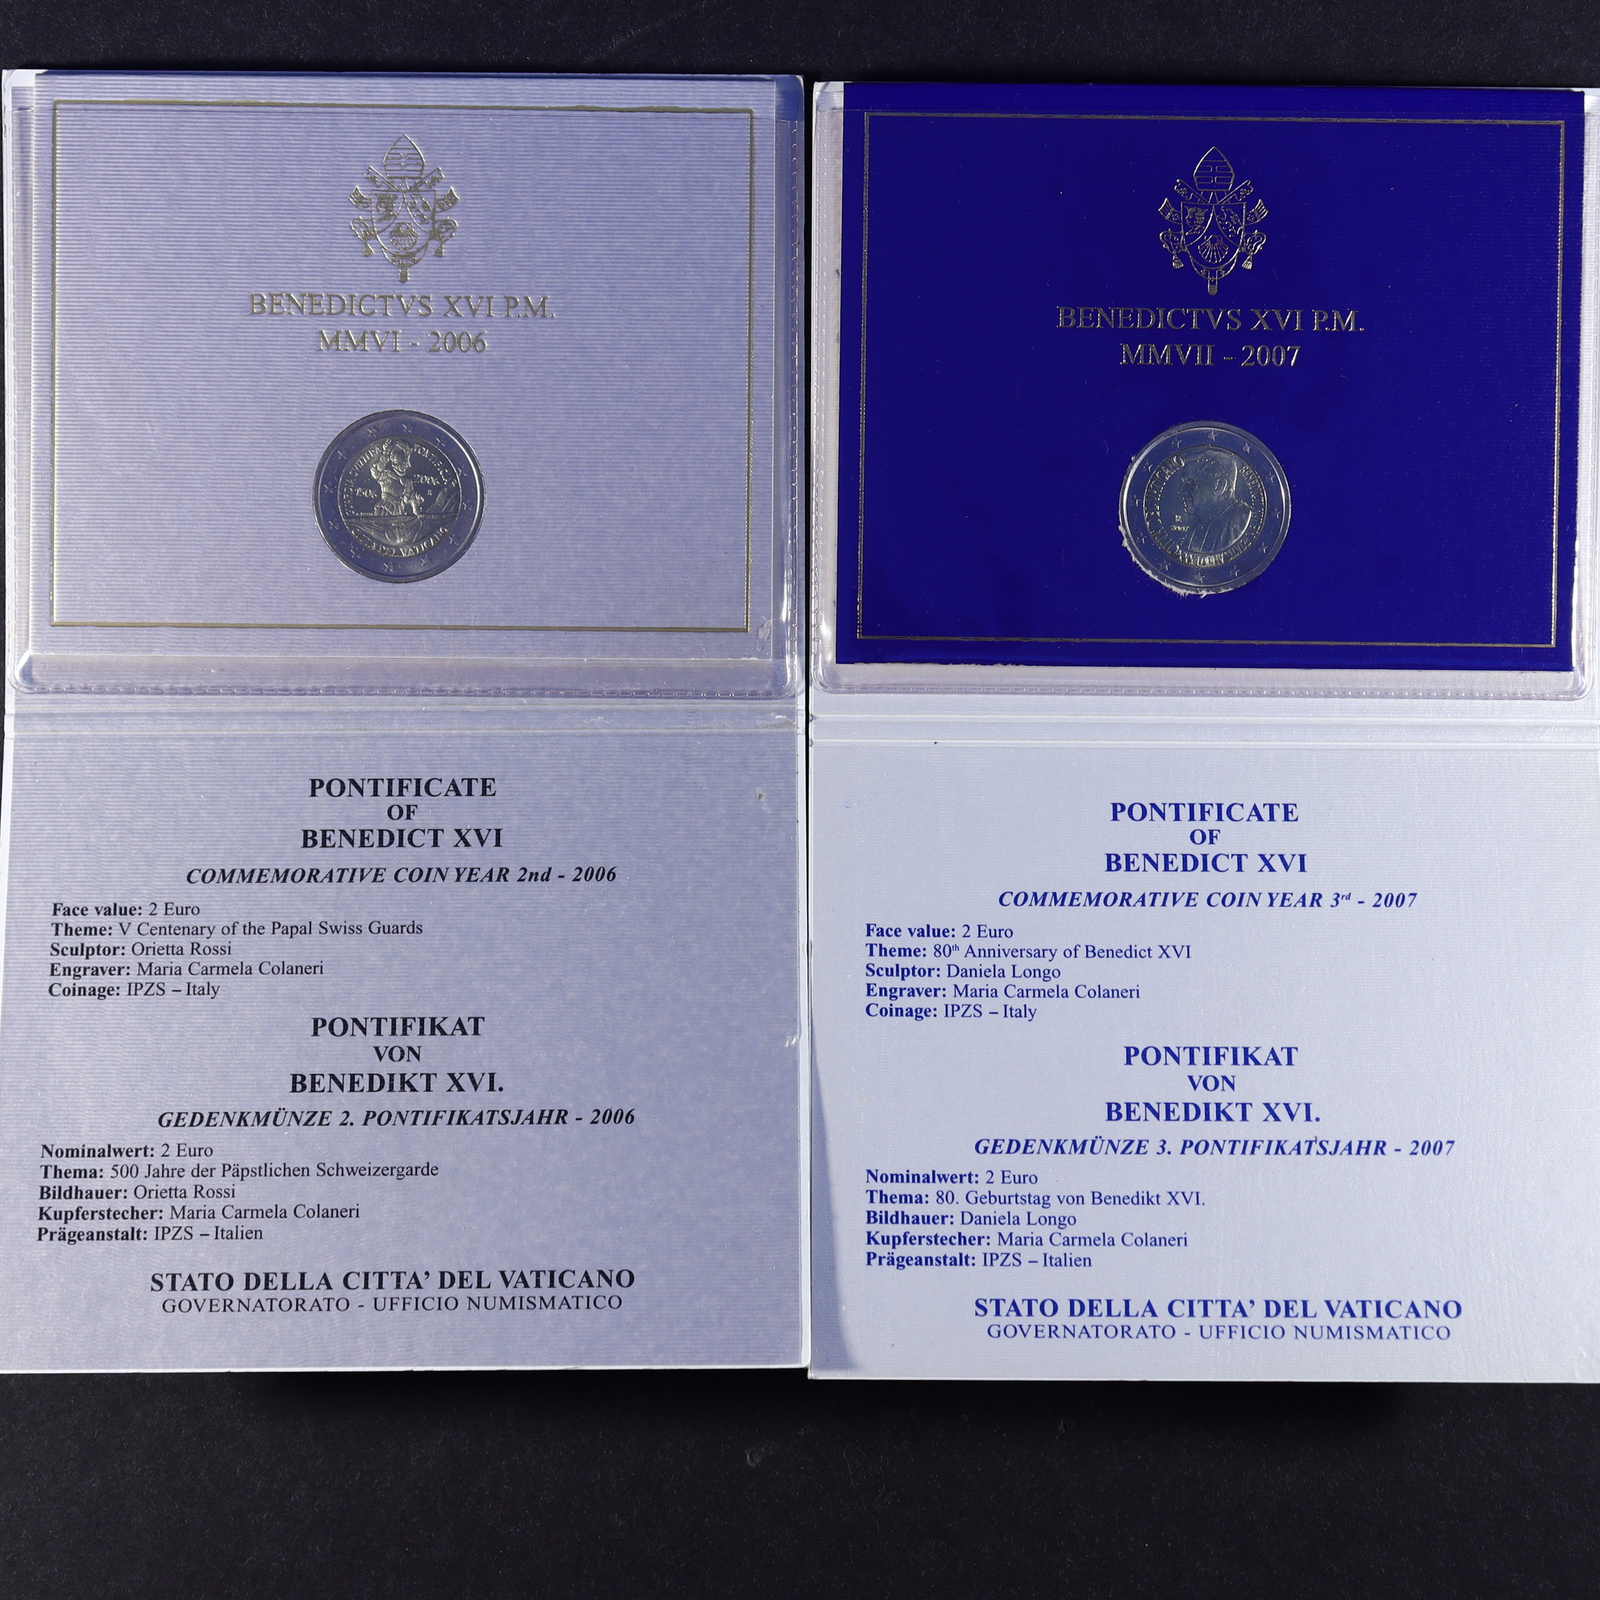 BENEDICTVS XVI P.M.
MMVI - 2006
1506
2006
R
CITTÀ DEL VATICANO
PONTIFICATE
OF
BENEDICT XVI
COMMEMORATIVE COIN YEAR 2nd - 2006
Face value: 2 Euro
Theme: V Centenary of the Papal Swiss Guards
Sculptor: Orietta Rossi
Engraver: Maria Carmela Colaneri
Coinage: IPZS – Italy
PONTIFIKAT
VON
BENEDIKT XVI.
GEDENKMÜNZE 2. PONTIFIKATSJAHR - 2006
Nominalwert: 2 Euro
Thema: 500 Jahre der Päpstlichen Schweizergarde
Bildhauer: Orietta Rossi
Kupferstecher: Maria Carmela Colaneri
Prägeanstalt: IPZS – Italien
STATO DELLA CITTA’ DEL VATICANO
GOVERNATORATO - UFFICIO NUMISMATICO
BENEDICTVS XVI P.M.
MMVII - 2007
R
2007
PONTIFICATE
OF
BENEDICT XVI
COMMEMORATIVE COIN YEAR 3rd - 2007
Face value: 2 Euro
Theme: 80th Anniversary of Benedict XVI
Sculptor: Daniela Longo
Engraver: Maria Carmela Colaneri
Coinage: IPZS – Italy
PONTIFIKAT
VON
BENEDIKT XVI.
GEDENKMÜNZE 3. PONTIFIKATSJAHR - 2007
Nominalwert: 2 Euro
Thema: 80. Geburtstag von Benedikt XVI.
Bildhauer: Daniela Longo
Kupferstecher: Maria Carmela Colaneri
Prägeanstalt: IPZS – Italien
STATO DELLA CITTA’ DEL VATICANO
GOVERNATORATO - UFFICIO NUMISMATICO